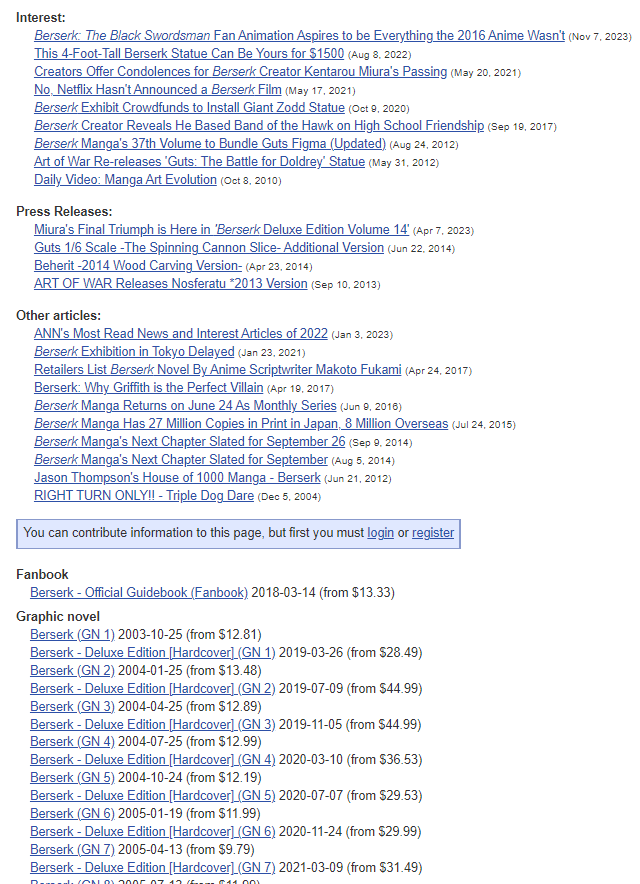 Interest:
Berserk: The Black Swordsman Fan Animation Aspires to be Everything the 2016 Anime Wasn't (Nov 7, 2023)
This 4-Foot-Tall Berserk Statue Can Be Yours for $1500 (Aug 8, 2022)
Creators Offer Condolences for Berserk Creator Kentarou Miura's Passing (May 20, 2021)
No, Netflix Hasn't Announced a Berserk Film (May 17, 2021)
Berserk Exhibit Crowdfunds to Install Giant Zodd Statue (Oct 9, 2020)
Berserk Creator Reveals He Based Band of the Hawk on High School Friendship (Sep 19, 2017)
Berserk Manga's 37th Volume to Bundle Guts Figma (Updated) (Aug 24, 2012)
Art of War Re-releases 'Guts: The Battle for Doldrey' Statue (May 31, 2012)
Daily Video: Manga Art Evolution (Oct 8, 2010)
Press Releases:
Miura's Final Triumph is Here in 'Berserk Deluxe Edition Volume 14' (Apr 7, 2023)
Guts 1/6 Scale -The Spinning Cannon Slice- Additional Version (Jun 22, 2014)
Beherit -2014 Wood Carving Version- (Apr 23, 2014)
ART OF WAR Releases Nosferatu *2013 Version (Sep 10, 2013)
Other articles:
ANN's Most Read News and Interest Articles of 2022 (Jan 3, 2023)
Berserk Exhibition in Tokyo Delayed (Jan 23, 2021)
Retailers List Berserk Novel By Anime Scriptwriter Makoto Fukami (Apr 24, 2017)
Berserk: Why Griffith is the Perfect Villain (Apr 19, 2017)
Berserk Manga Returns on June 24 As Monthly Series (Jun 9, 2016)
Berserk Manga Has 27 Million Copies in Print in Japan, 8 Million Overseas (Jul 24, 2015)
Berserk Manga's Next Chapter Slated for September 26 (Sep 9, 2014)
Berserk Manga's Next Chapter Slated for September (Aug 5, 2014)
Jason Thompson's House of 1000 Manga - Berserk (Jun 21, 2012)
RIGHT TURN ONLY!! - Triple Dog Dare (Dec 5, 2004)
You can contribute information to this page, but first you must login or register
Fanbook
Berserk - Official Guidebook (Fanbook) 2018-03-14 (from $13.33)
Graphic novel
Berserk (GN 1) 2003-10-25 (from $12.81)
Berserk - Deluxe Edition [Hardcover] (GN 1) 2019-03-26 (from $28.49)
Berserk (GN 2) 2004-01-25 (from $13.48)
Berserk - Deluxe Edition [Hardcover] (GN 2) 2019-07-09 (from $44.99)
Berserk (GN 3) 2004-04-25 (from $12.89)
Berserk - Deluxe Edition [Hardcover] (GN 3) 2019-11-05 (from $44.99)
Berserk (GN 4) 2004-07-25 (from $12.99)
Berserk - Deluxe Edition [Hardcover] (GN 4) 2020-03-10 (from $36.53)
Berserk (GN 5) 2004-10-24 (from $12.19)
Berserk - Deluxe Edition [Hardcover] (GN 5) 2020-07-07 (from $29.53)
Berserk (GN 6) 2005-01-19 (from $11.99)
Berserk - Deluxe Edition [Hardcover] (GN 6) 2020-11-24 (from $29.99)
Berserk (GN 7) 2005-04-13 (from $9.79)
Berserk - Deluxe Edition [Hardcover] (GN 7) 2021-03-09 (from $31.49)